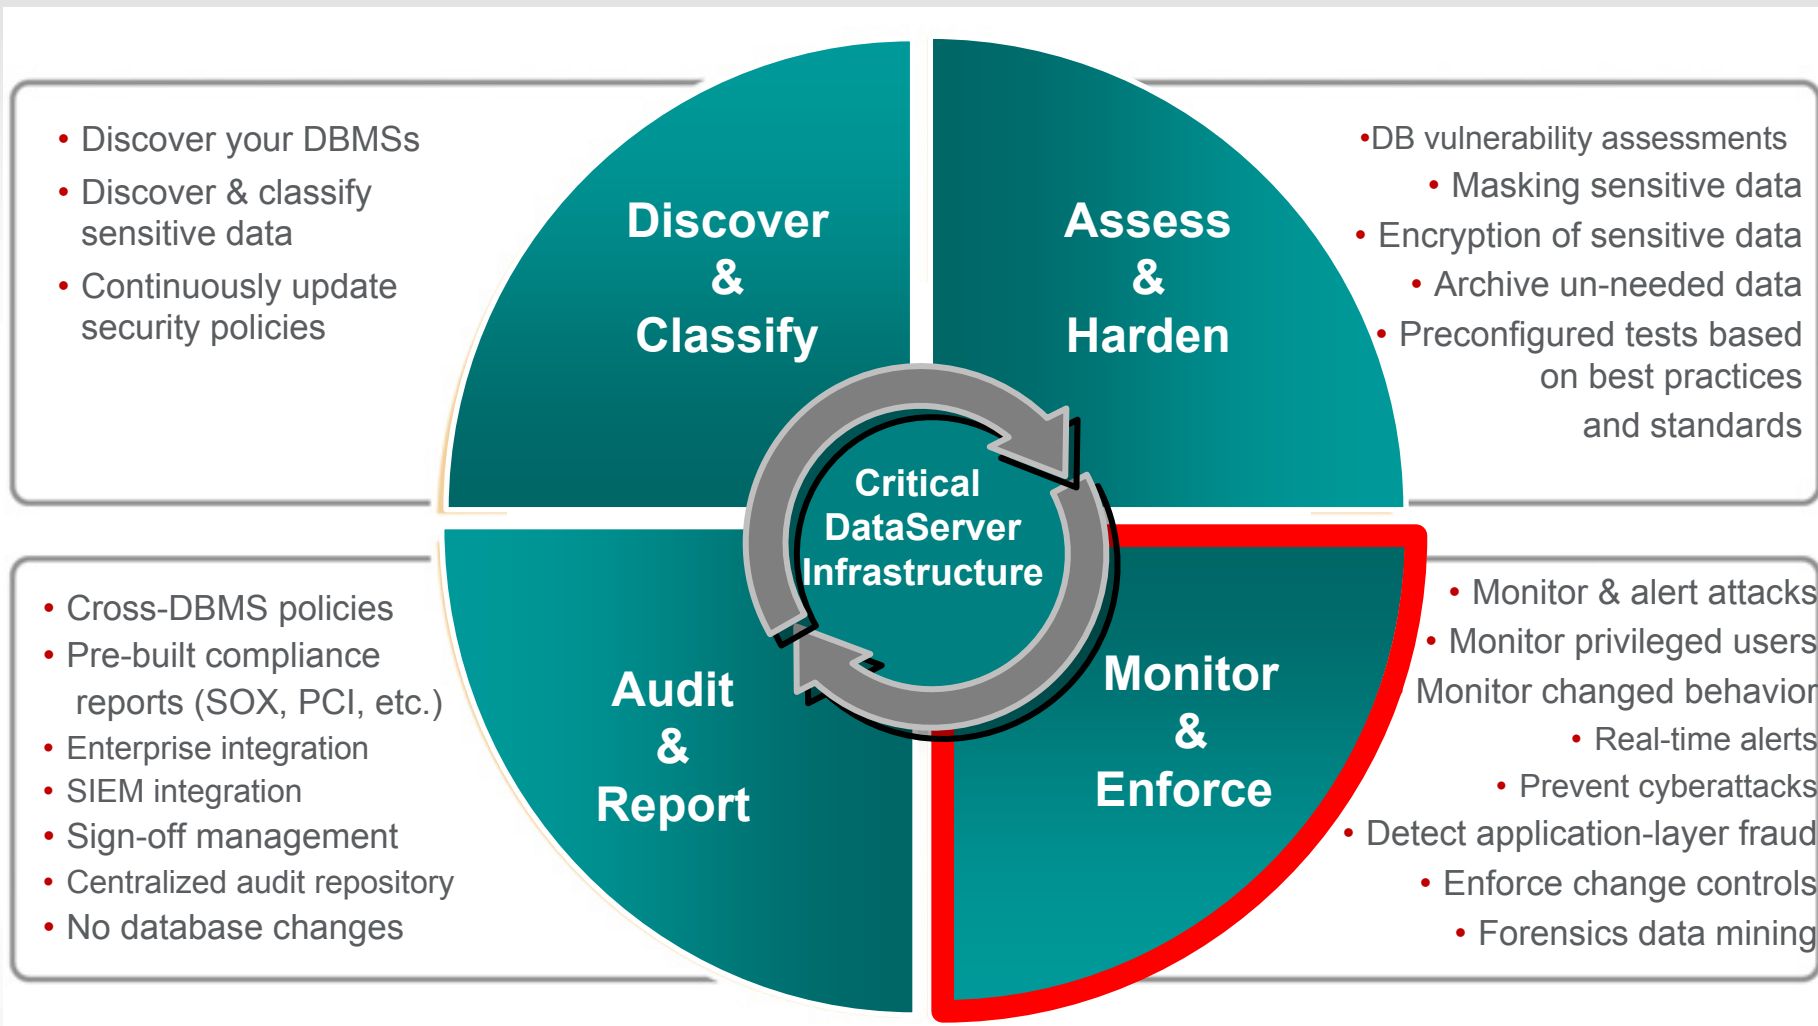 • Discover your DBMSs
• Discover & classify
sensitive data
• Continuously update
security policies
Discover
&
Classify
Assess
&
Harden
•DB vulnerability assessments
• Masking sensitive data
• Encryption of sensitive data
• Archive un-needed data
• Preconfigured tests based
on best practices
and standards
Critical
DataServer
Infrastructure
• Cross-DBMS policies
• Pre-built compliance
reports (SOX, PCI, etc.)
• Enterprise integration
• SIEM integration
• Sign-off management
• Centralized audit repository
• No database changes
Audit
&
Report
Monitor
&
Enforce
• Monitor & alert attacks
• Monitor privileged users
Monitor changed behavior
• Real-time alerts
• Prevent cyberattacks
• Detect application-layer fraud
• Enforce change controls
• Forensics data mining